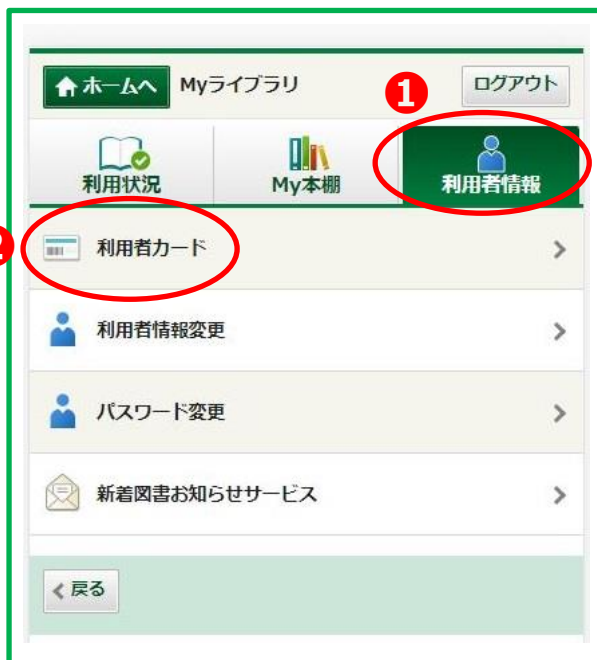 ホームへ Myライブラリ ❶ ログアウト
利用状況 My本棚 利用者情報
❷ 利用者カード
利用者情報変更
パスワード変更
新着図書お知らせサービス
戻る